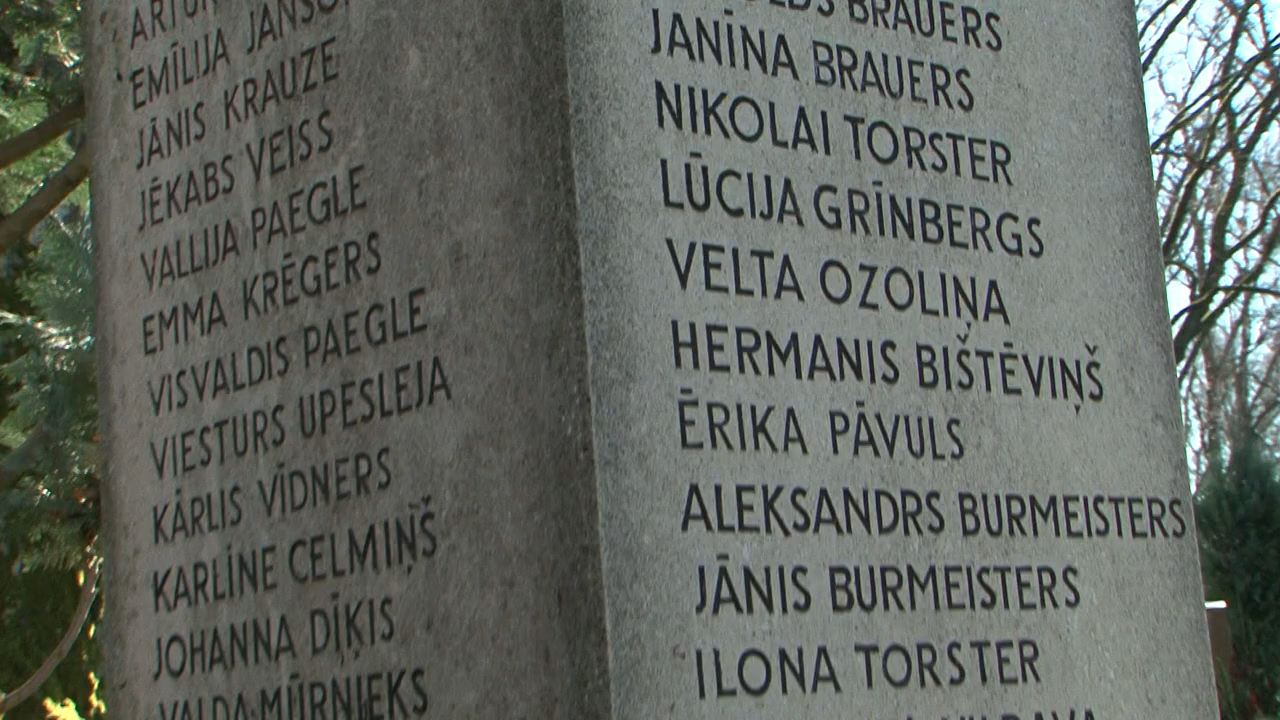 EMĪLIJA
JĀNIS KRAUZE
JĒKABS VEISS
VALLIJA PAEGLE
EMMA KRĒGERS
VISVALDIS PAEGLE
VIESTURS UPESLEJA
KĀRLIS VĪDNERS
KARLĪNE CELMIŅŠ
JOHANNA DĪĶIS
VALDA MŪRNIEKS
BRAUERS
JANĪNA BRAUERS
NIKOLAI TORSTER
LŪCIJA GRĪNBERGS
VELTA OZOLIŅA
HERMANIS BIŠTĒVIŅŠ
ĒRIKA PĀVULS
ALEKSANDRS BURMEISTERS
JĀNIS BURMEISTERS
ILONA TORSTER